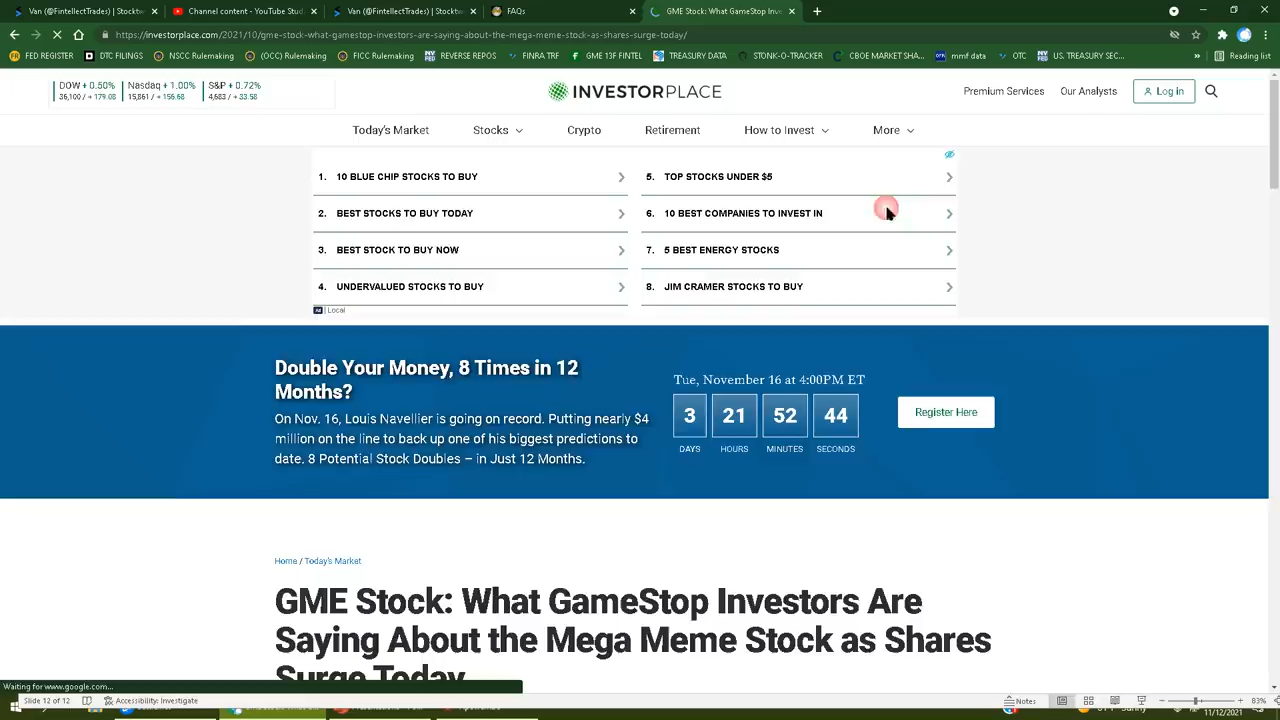 Van (@FintellectTrades) | Stocktw
Channel content - YouTube Stud
Van (@FintellectTrades) | Stocktw
FAQs
GME Stock: What GameStop Inve
https://investorplace.com/2021/10/gme-stock-what-gamestop-investors-are-saying-about-the-mega-meme-stock-as-shares-surge-today/
FED REGISTER
DTC FILINGS
NSCC Rulemaking
(OCC) Rulemaking
FICC Rulemaking
REVERSE REPOS
FINRA TRF
GME 13F FINTEL
TREASURY DATA
STONK-O-TRACKER
CBOE MARKET SHA...
mmf data
OTC
U.S. TREASURY SEC...
»
Reading list
DOW + 0.50%
36,100 / + 179.08
Nasdaq + 1.00%
15,861 / + 156.68
S&P + 0.72%
4,683 / + 33.58
INVESTORPLACE
Premium Services
Our Analysts
Log in
Today's Market
Stocks
Crypto
Retirement
How to Invest
More
1. 10 BLUE CHIP STOCKS TO BUY
2. BEST STOCKS TO BUY TODAY
3. BEST STOCK TO BUY NOW
4. UNDERVALUED STOCKS TO BUY
5. TOP STOCKS UNDER $5
6. 10 BEST COMPANIES TO INVEST IN
7. 5 BEST ENERGY STOCKS
8. JIM CRAMER STOCKS TO BUY
Ad | Local
Double Your Money, 8 Times in 12
Months?
On Nov. 16, Louis Navellier is going on record. Putting nearly $4
million on the line to back up one of his biggest predictions to
date. 8 Potential Stock Doubles – in Just 12 Months.
Tue, November 16 at 4:00PM ET
3 21 52 44
DAYS HOURS MINUTES SECONDS
Register Here
Home / Today's Market
GME Stock: What GameStop Investors Are
Saying About the Mega Meme Stock as Shares
Surge Today
Waiting for www.google.com...
Slide 12 of 12
Accessibility: Investigate
Notes
83%
11/12/2021